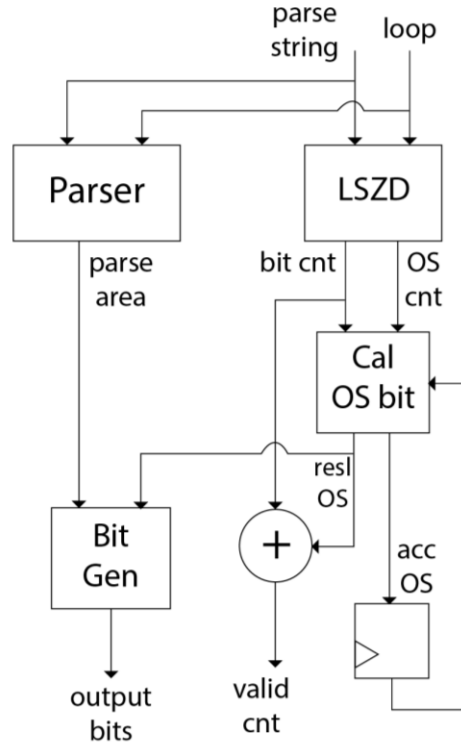 parse
string
loop
Parser
LSZD
parse
area
bit cnt
OS
cnt
Cal
OS bit
resl
OS
Bit
Gen
+
acc
OS
output
bits
valid
cnt